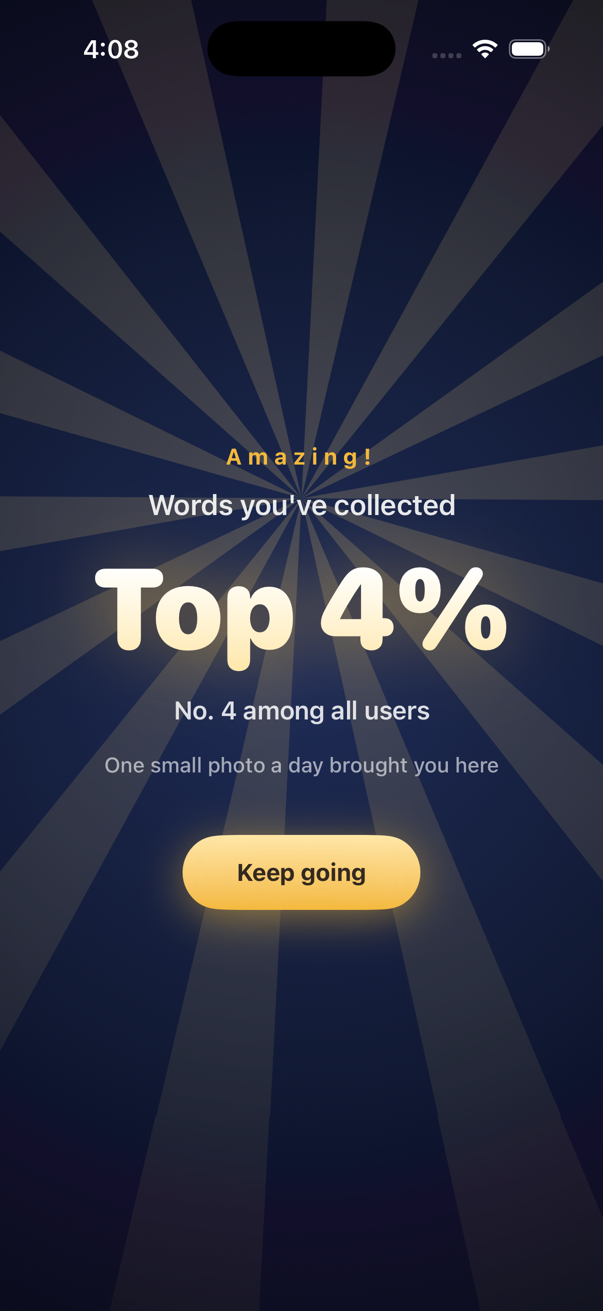 4:08
Amazing!
Words you've collected
Top 4%
No. 4 among all users
One small photo a day brought you here
Keep going